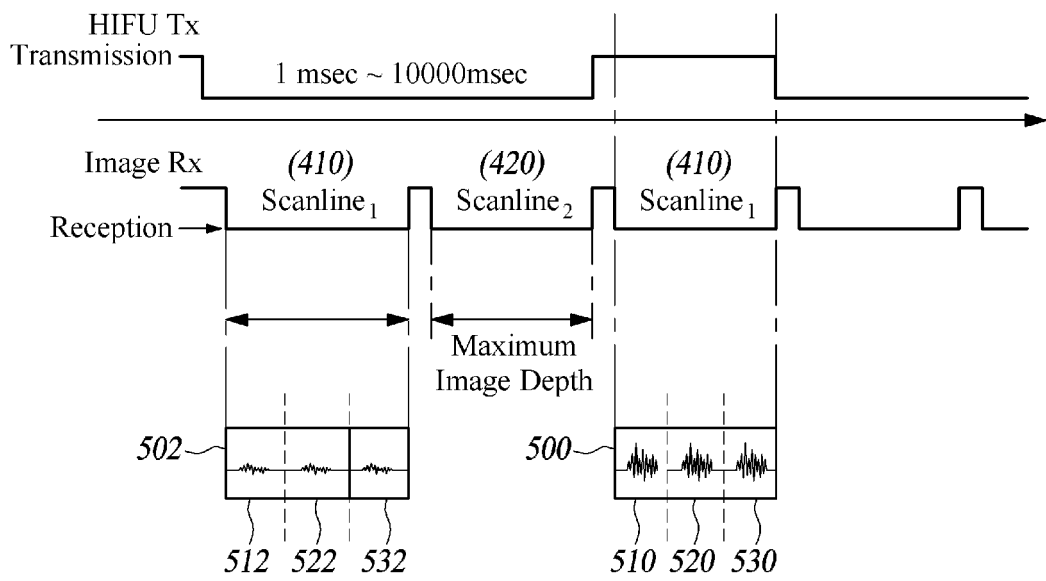 HIFU Tx
Transmission
1 msec ~ 10000msec
Image Rx
(410)
(420)
(410)
Scanline1
Scanline2
Scanline1
Reception
Maximum
Image Depth
502
500
512
522
532
510
520
530